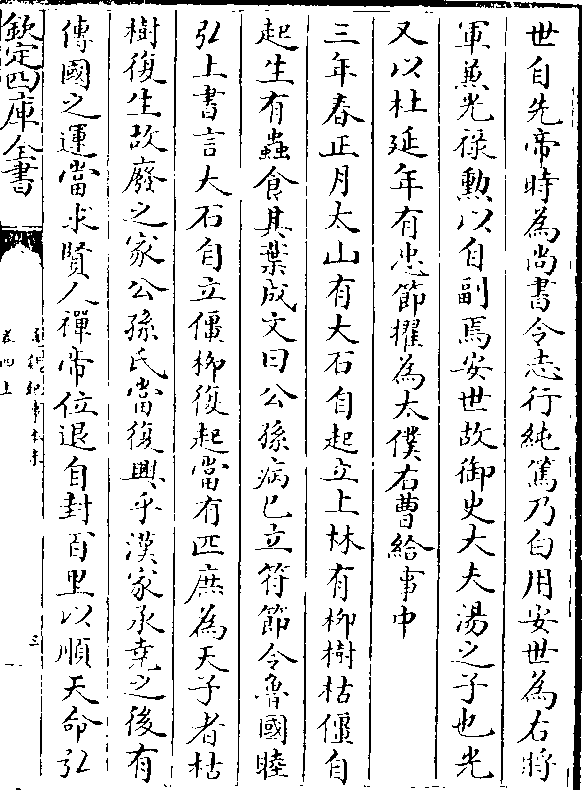 世自先帝時為尚書令志行純篤乃白用安世為右將
軍兼光祿勲以自副焉安世故御史大夫湯之子也光
又以杜延年有忠節擢為太僕右曹給事中
三年春正月太山有大石自起立上林有柳樹枯僵自
起生有蟲食其葉成文曰公孫病已立符節令魯國眭
弘上書言大石自立僵柳復起當有匹庶為天子者枯
樹復生故廢之家公孫氏當復興乎漢家承堯之後有
傳國之運當求賢人禪帝位退自封百里以順天命弘
欽定四庫全書
卷四上
三